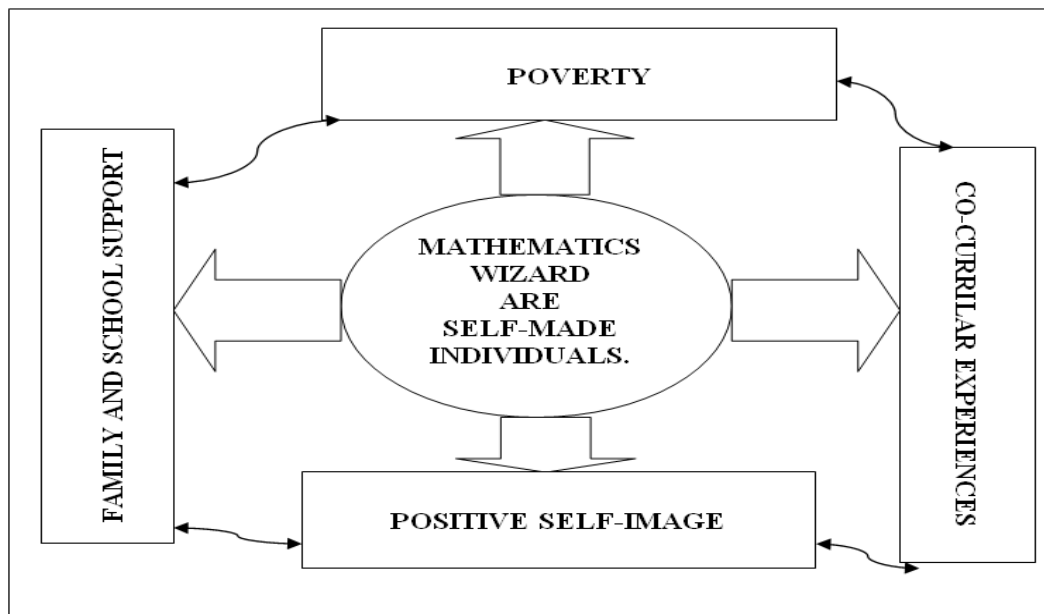 POVERTY
FAMILY AND SCHOOL SUPPORT
MATHEMATICS
WIZARD
ARE
SELF-MADE
INDIVIDUALS.
CO-CURRILAR EXPERIENCES
POSITIVE SELF-IMAGE